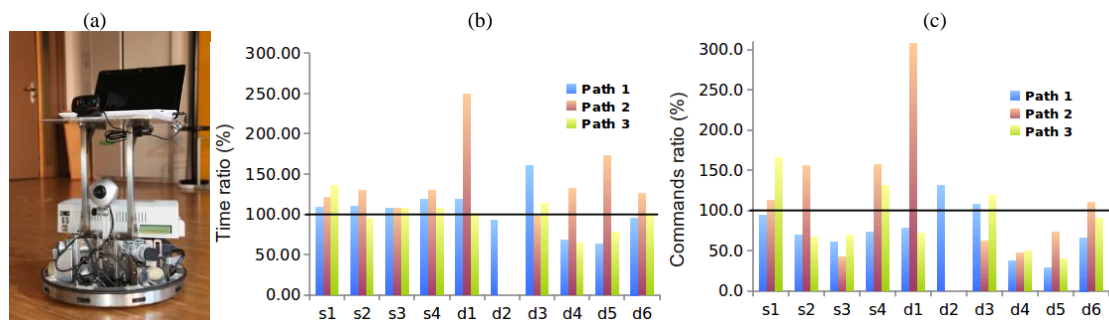 (a)
(b)
(c)
Time ratio (%)
300.00
250.00
200.00
150.00
100.00
50.00
0.00
Path 1
Path 2
Path 3
s1 s2 s3 s4 d1 d2 d3 d4 d5 d6
Commands ratio (%)
300.0
250.0
200.0
150.0
100.0
50.0
0.00
Path 1
Path 2
Path 3
s1 s2 s3 s4 d1 d2 d3 d4 d5 d6